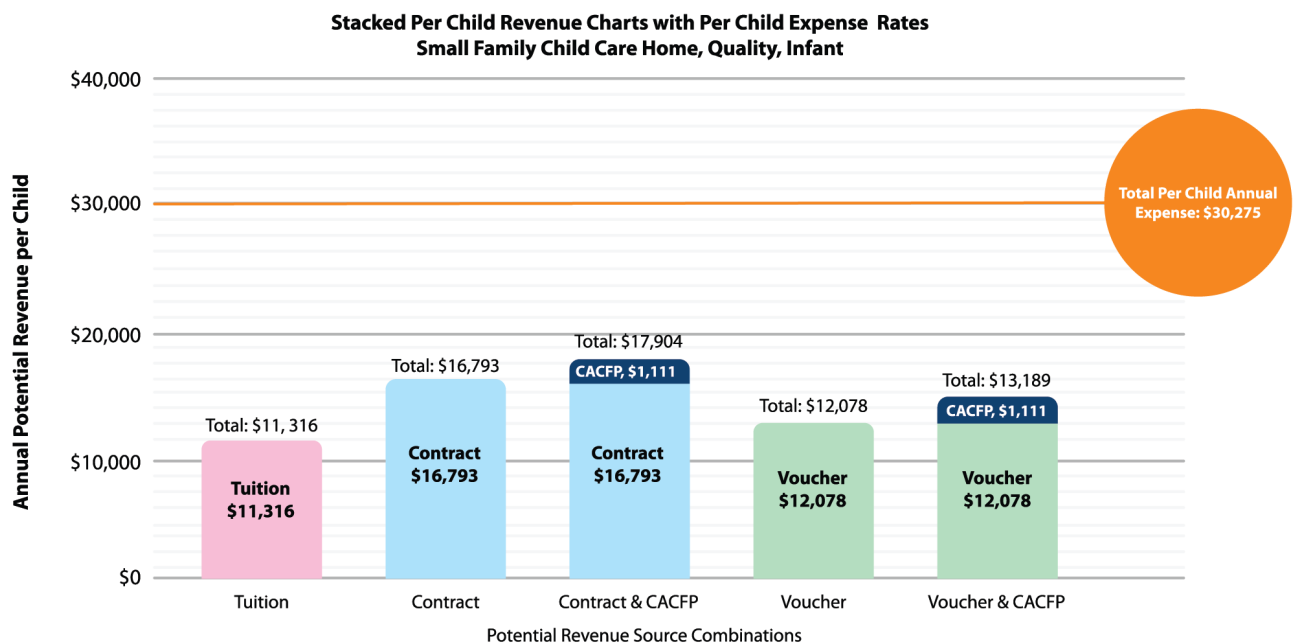 Stacked Per Child Revenue Charts with Per Child Expense Rates
Small Family Child Care Home, Quality, Infant
Annual Potential Revenue per Child
$40,000
$30,000
$20,000
$10,000
$0
Total Per Child Annual
Expense: $30,275
Total: $11, 316
Tuition
$11,316
Total: $16,793
Contract
$16,793
Total: $17,904
CACFP, $1,111
Contract
$16,793
Total: $12,078
Voucher
$12,078
Total: $13,189
CACFP, $1,111
Voucher
$12,078
Tuition
Contract
Contract & CACFP
Voucher
Voucher & CACFP
Potential Revenue Source Combinations